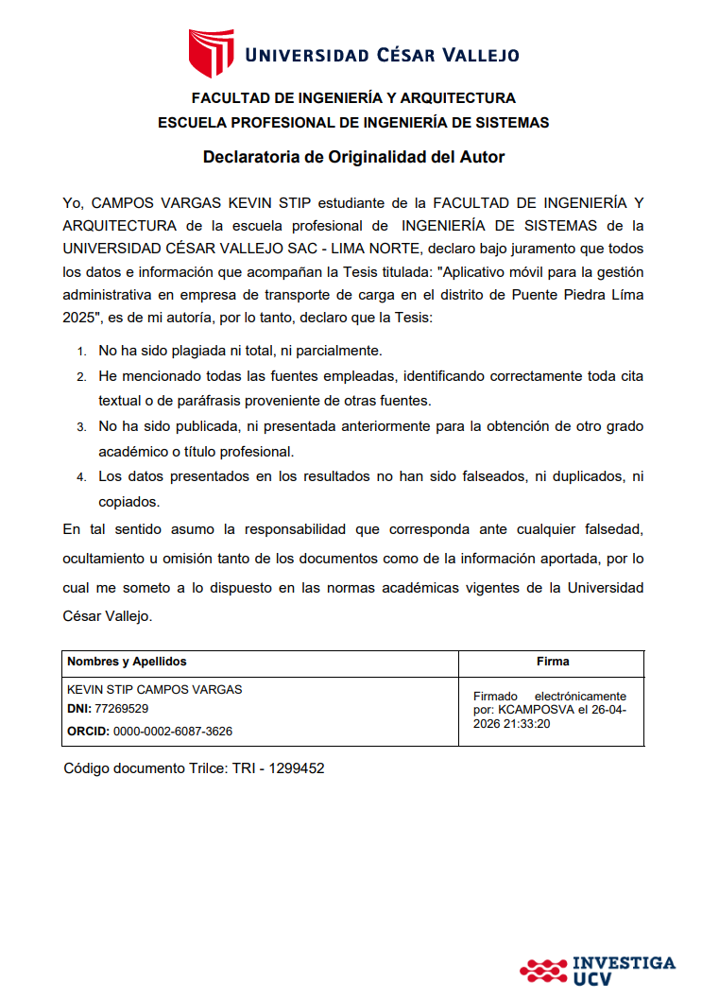 UNIVERSIDAD CÉSAR VALLEJO
FACULTAD DE INGENIERÍA Y ARQUITECTURA
ESCUELA PROFESIONAL DE INGENIERÍA DE SISTEMAS
Declaratoria de Originalidad del Autor
Yo, CAMPOS VARGAS KEVIN STIP estudiante de la FACULTAD DE INGENIERÍA Y
ARQUITECTURA de la escuela profesional de INGENIERÍA DE SISTEMAS de la
UNIVERSIDAD CÉSAR VALLEJO SAC - LIMA NORTE, declaro bajo juramento que todos
los datos e información que acompañan la Tesis titulada: "Aplicativo móvil para la gestión
administrativa en empresa de transporte de carga en el distrito de Puente Piedra Líma
2025", es de mi autoría, por lo tanto, declaro que la Tesis:
1. No ha sido plagiada ni total, ni parcialmente.
2. He mencionado todas las fuentes empleadas, identificando correctamente toda cita
textual o de paráfrasis proveniente de otras fuentes.
3. No ha sido publicada, ni presentada anteriormente para la obtención de otro grado
académico o título profesional.
4. Los datos presentados en los resultados no han sido falseados, ni duplicados, ni
copiados.
En tal sentido asumo la responsabilidad que corresponda ante cualquier falsedad,
ocultamiento u omisión tanto de los documentos como de la información aportada, por lo
cual me someto a lo dispuesto en las normas académicas vigentes de la Universidad
César Vallejo.
Nombres y Apellidos
Firma
KEVIN STIP CAMPOS VARGAS
DNI: 77269529
ORCID: 0000-0002-6087-3626
Firmado electrónicamente
por: KCAMPOSVA el 26-04-
2026 21:33:20
Código documento Trilce: TRI - 1299452
INVESTIGA
UCV